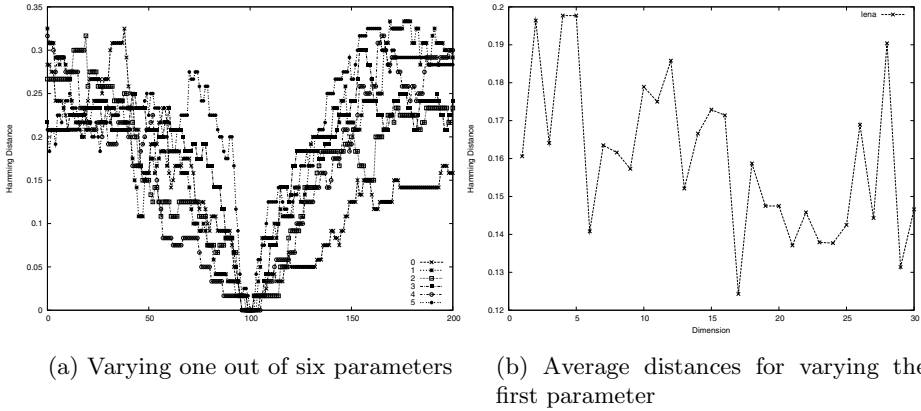 0.35
0.3
0.25
0.2
0.15
0.1
0.05
0
Hamming Distance
0
1
2
3
4
5
0 50 100 150 200
(a) Varying one out of six parameters
0.2
0.19
0.18
0.17
0.16
0.15
0.14
0.13
0.12
Hamming Distance
lena
0 5 10 15 20 25 30
Dimension
(b) Average distances for varying the
first parameter